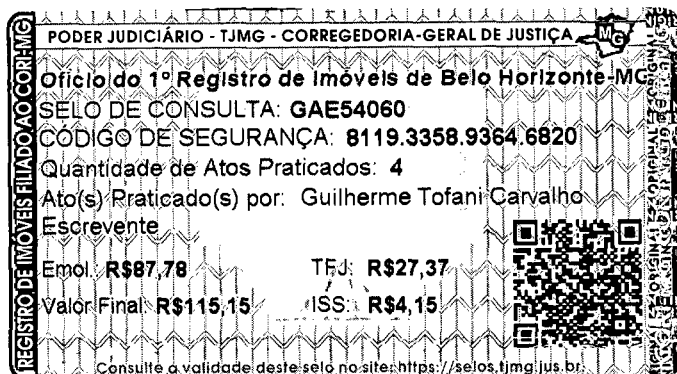 PODER JUDICIÁRIO - TJMG - CORREGEDORIA-GERAL DE JUSTIÇA
MG
Ofício do 1º Registro de Imóveis de Belo Horizonte-MG
SELO DE CONSULTA: GAE54060
CÓDIGO DE SEGURANÇA: 8119.3358.9364.6820
Quantidade de Atos Praticados: 4
Ato(s) Praticado(s) por: Guilherme Tofani Carvalho
Escrevente
Emol.: R$87,78 TFJ: R$27,37
Valor Final: R$115,15 ISS: R$4,15
Consulte a validade deste selo no site: https://selos.tjmg.jus.br
REGISTRO DE IMÓVEIS FILIADO AO CORI-MG
ORIGINAL